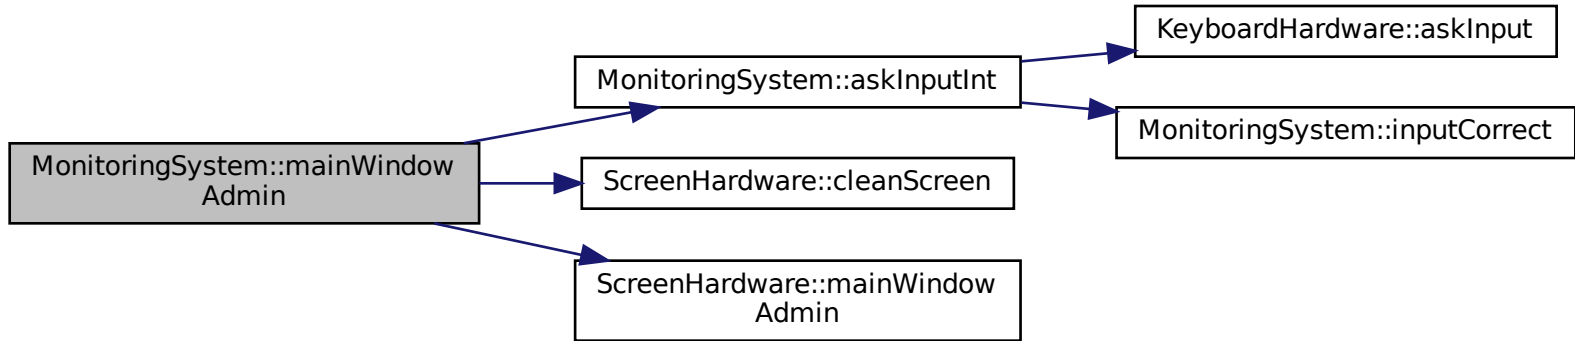 MonitoringSystem::mainWindow
Admin
MonitoringSystem::askInputInt
KeyboardHardware::askInput
MonitoringSystem::inputCorrect
ScreenHardware::cleanScreen
ScreenHardware::mainWindow
Admin